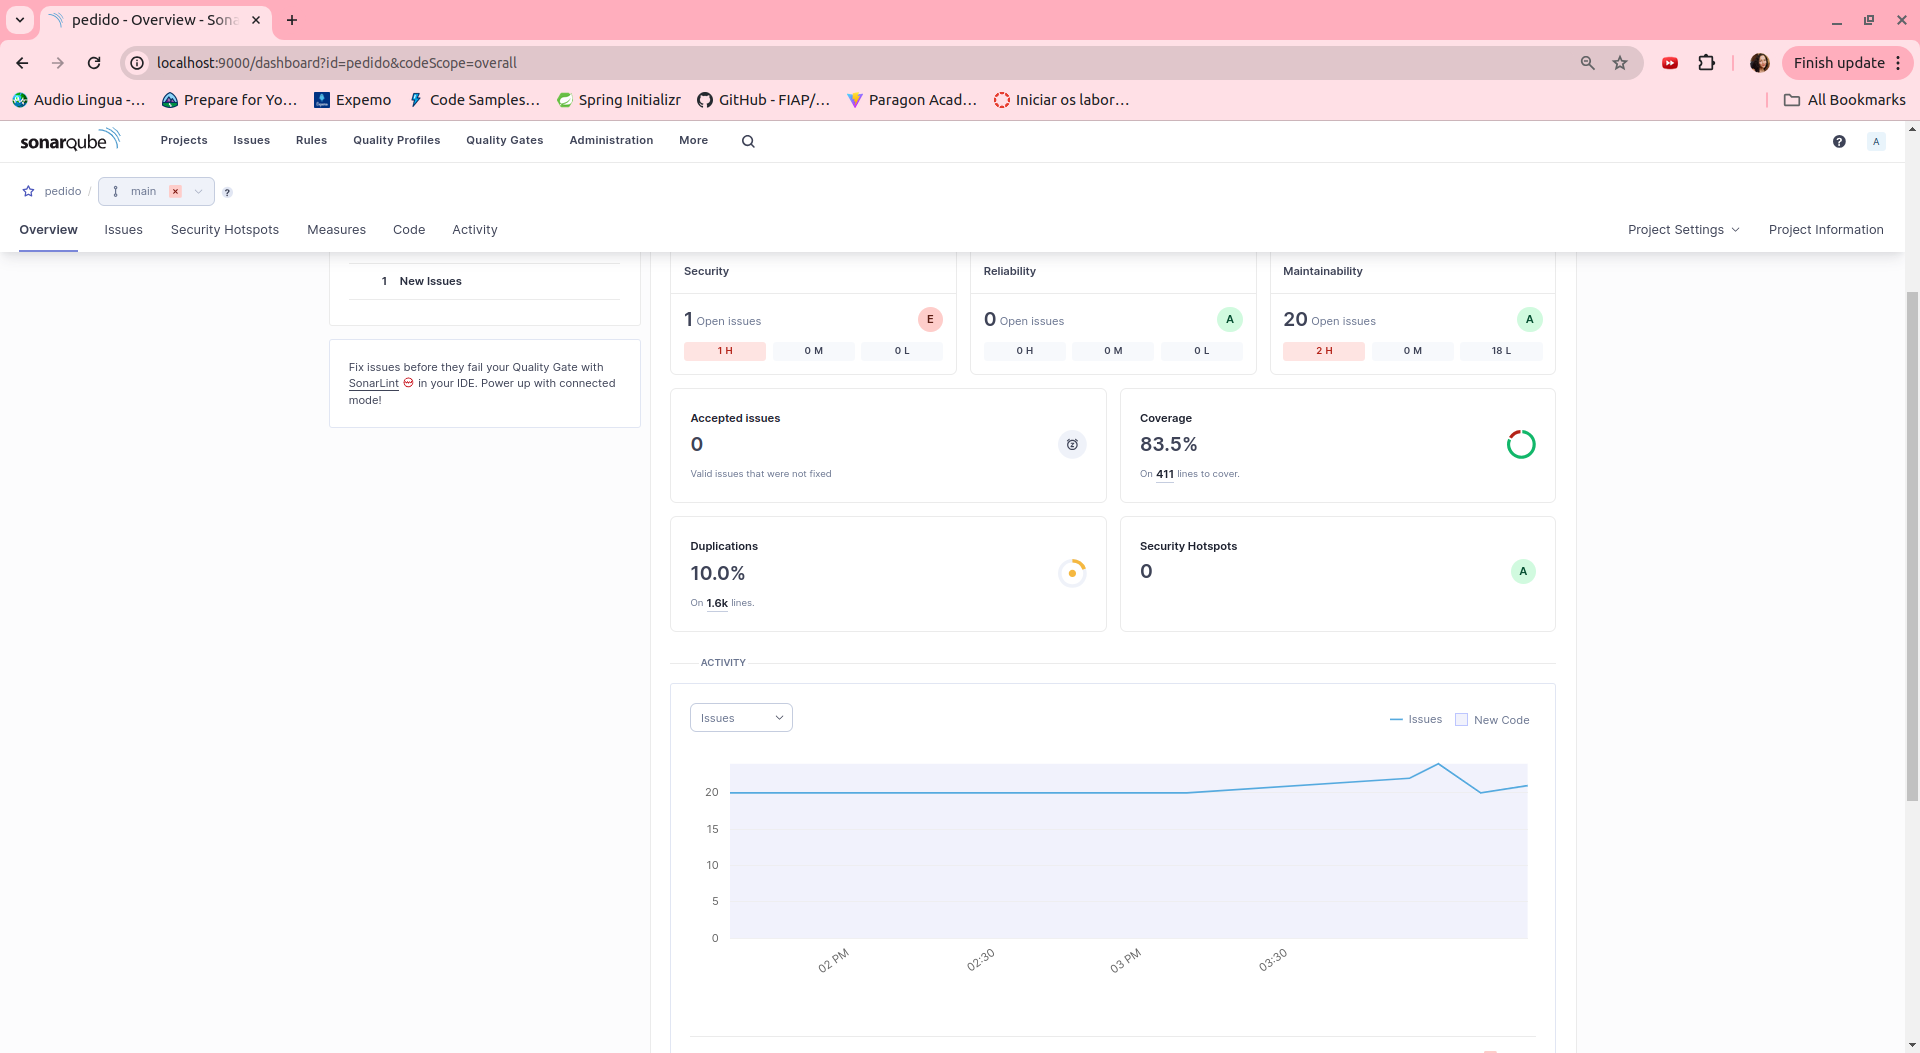 pedido - Overview - Sona
localhost:9000/dashboard?id=pedido&codeScope=overall
Finish update
Audio Lingua -...
Prepare for Yo...
Expemo
Code Samples...
Spring Initializr
GitHub - FIAP/...
Paragon Acad...
Iniciar os labor...
All Bookmarks
sonarqube
Projects
Issues
Rules
Quality Profiles
Quality Gates
Administration
More
?
A
pedido / main ?
Overview
Issues
Security Hotspots
Measures
Code
Activity
Project Settings
Project Information
1 New Issues
Fix issues before they fail your Quality Gate with
SonarLint in your IDE. Power up with connected
mode!
Security
1 Open issues E
1 H 0 M 0 L
Reliability
0 Open issues A
0 H 0 M 0 L
Maintainability
20 Open issues A
2 H 0 M 18 L
Accepted issues
0
Valid issues that were not fixed
Coverage
83.5%
On 411 lines to cover.
Duplications
10.0%
On 1.6k lines.
Security Hotspots
0 A
ACTIVITY
Issues
Issues New Code
20
15
10
5
0
02 PM 02:30 03 PM 03:30